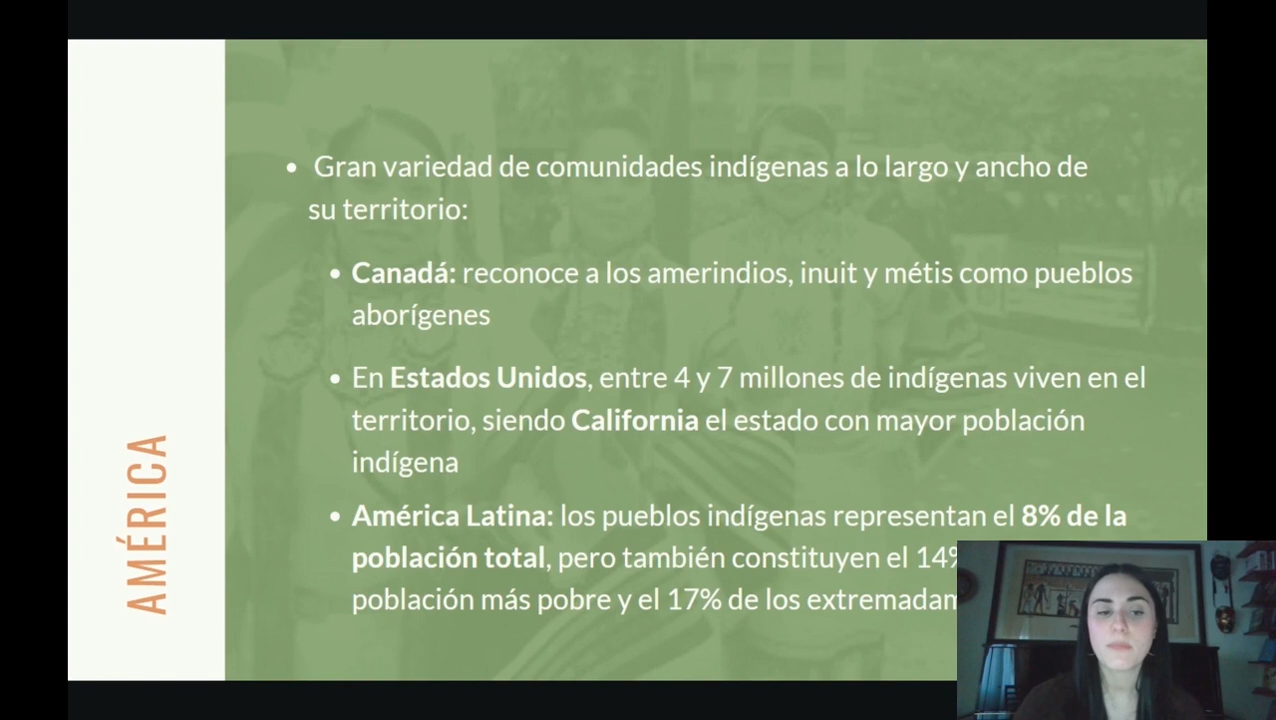 AMÉRICA
• Gran variedad de comunidades indígenas a lo largo y ancho de
su territorio:
• Canadá: reconoce a los amerindios, inuit y métis como pueblos
aborígenes
• En Estados Unidos, entre 4 y 7 millones de indígenas viven en el
territorio, siendo California el estado con mayor población
indígena
• América Latina: los pueblos indígenas representan el 8% de la
población total, pero también constituyen el 14%
población más pobre y el 17% de los